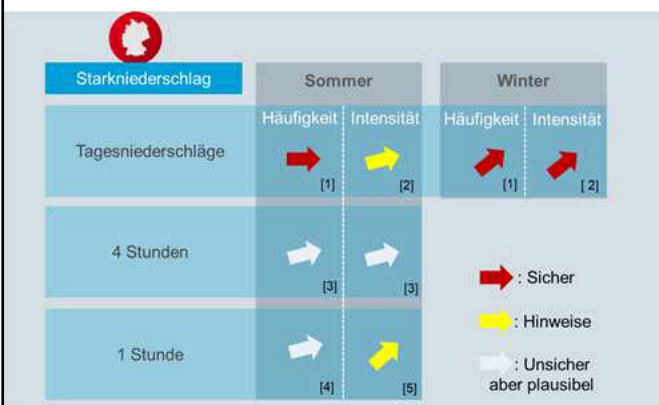 Starkniederschlag
Sommer
Winter
Häufigkeit
Intensität
Häufigkeit
Intensität
Tagesniederschläge
[1]
[2]
[1]
[ 2]
4 Stunden
[3]
[3]
1 Stunde
[4]
[5]
: Sicher
: Hinweise
: Unsicher
aber plausibel